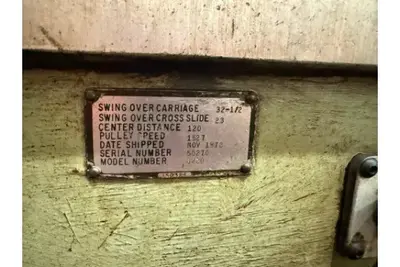 SWING OVER CARRIAGE 32-1/2
SWING OVER CROSS SLIDE 23
CENTER DISTANCE 120
PULLEY SPEED
DATE SHIPPED NOV
SERIAL NUMBER
MODEL NUMBER